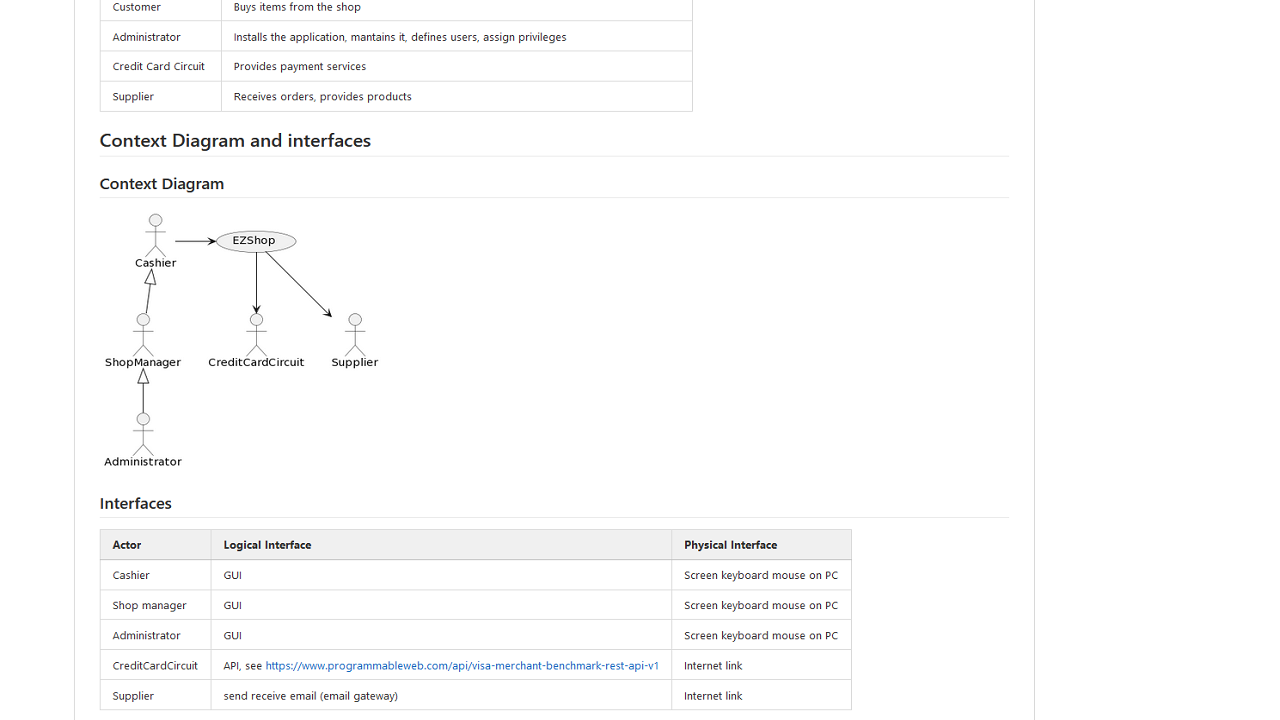 Customer Buys items from the shop
Administrator Installs the application, mantains it, defines users, assign privileges
Credit Card Circuit Provides payment services
Supplier Receives orders, provides products
Context Diagram and interfaces
Context Diagram
EZShop
Cashier
ShopManager CreditCardCircuit Supplier
Administrator
Interfaces
Actor Logical Interface Physical Interface
Cashier GUI Screen keyboard mouse on PC
Shop manager GUI Screen keyboard mouse on PC
Administrator GUI Screen keyboard mouse on PC
CreditCardCircuit API, see https://www.programmableweb.com/api/visa-merchant-benchmark-rest-api-v1 Internet link
Supplier send receive email (email gateway) Internet link